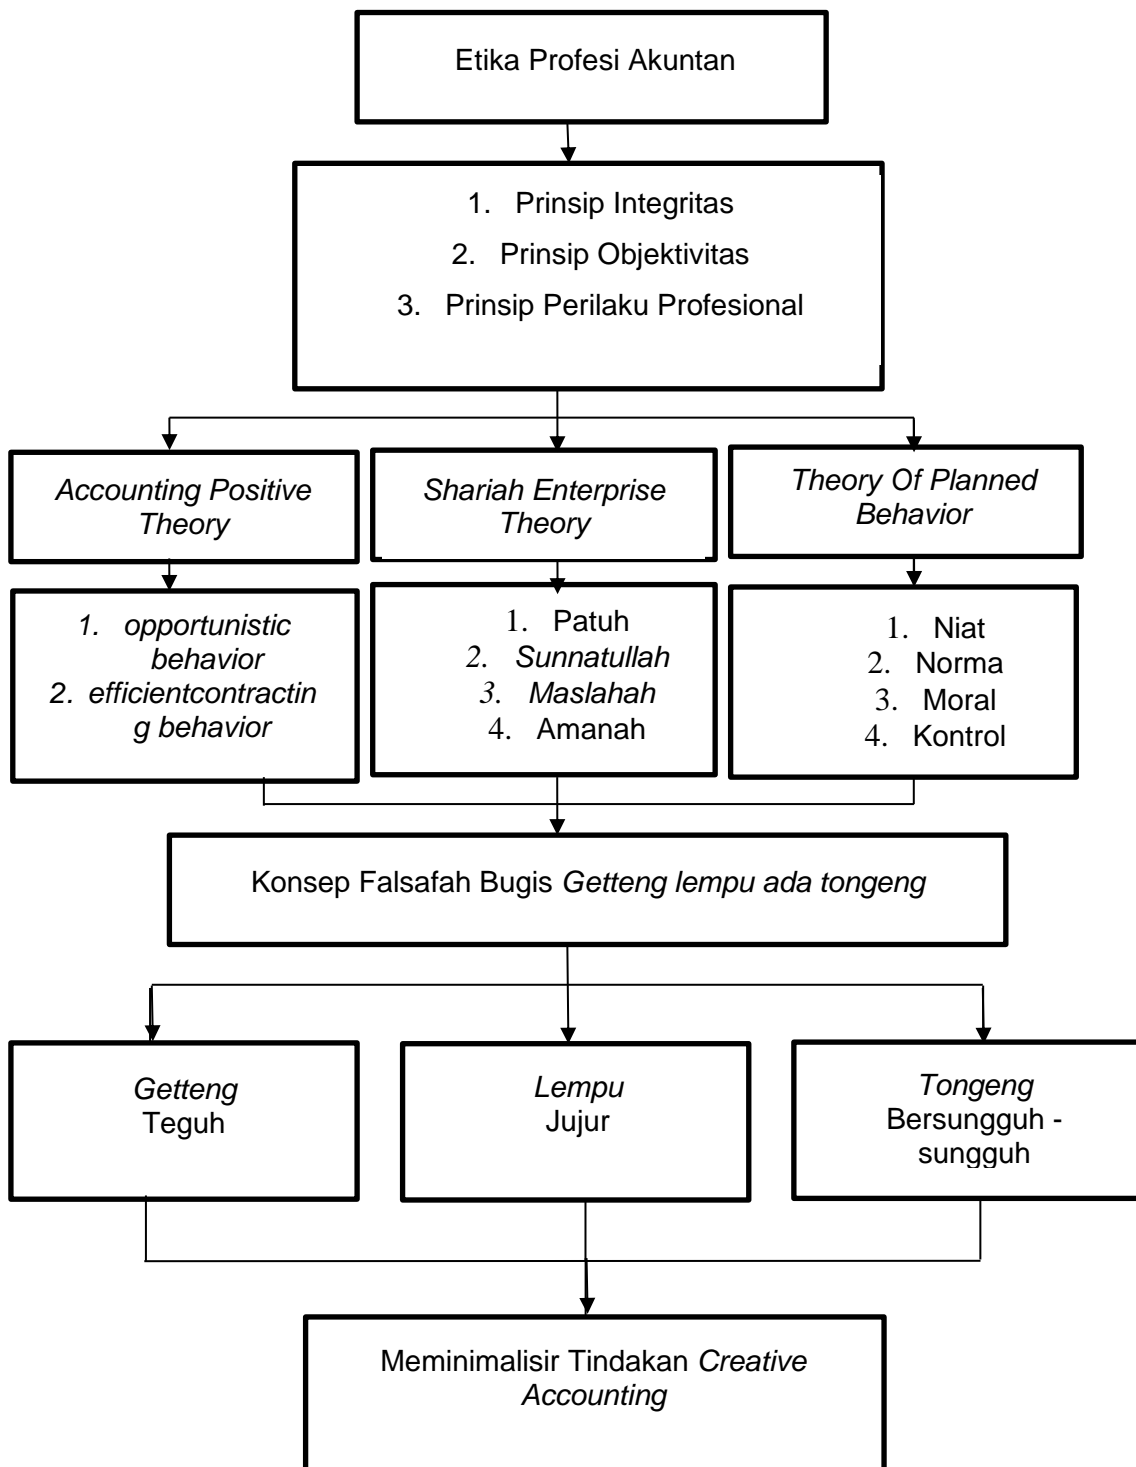 Etika Profesi Akuntan
1. Prinsip Integritas
2. Prinsip Objektivitas
3. Prinsip Perilaku Profesional
Accounting Positive
Theory
Shariah Enterprise
Theory
Theory Of Planned
Behavior
1. opportunistic
behavior
2. efficientcontractin
g behavior
1. Patuh
2. Sunnatullah
3. Maslahah
4. Amanah
1. Niat
2. Norma
3. Moral
4. Kontrol
Konsep Falsafah Bugis Getteng lempu ada tongeng
Getteng
Teguh
Lempu
Jujur
Tongeng
Bersungguh -
sungguh
Meminimalisir Tindakan Creative
Accounting